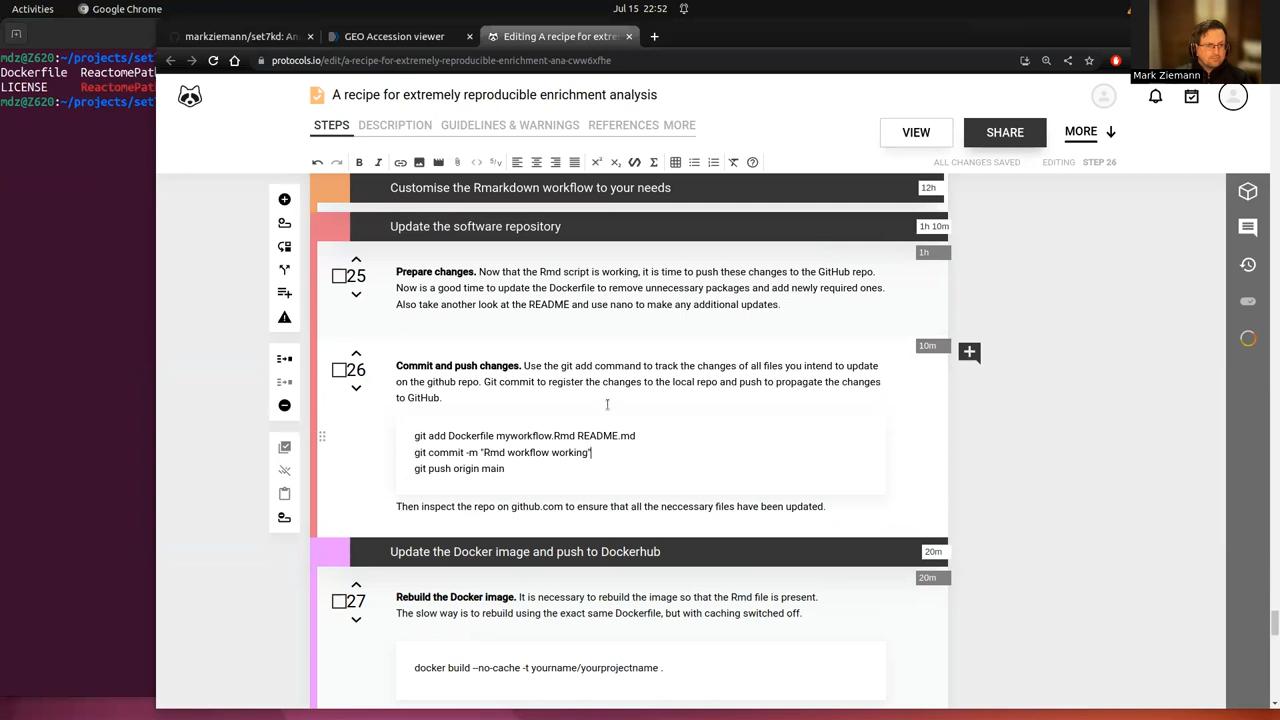 Activities
Google Chrome
Jul 15 22:52
markziemann/set7kd: An
GEO Accession viewer
Editing A recipe for extre
protocols.io/edit/a-recipe-for-extremely-reproducible-enrichment-ana-cww6xfhe
Mark Ziemann
mdz@Z620:~/projects/set7
Dockerfile ReactomePat
LICENSE ReactomePat
mdz@Z620:~/projects/set7
A recipe for extremely reproducible enrichment analysis
STEPS DESCRIPTION GUIDELINES & WARNINGS REFERENCES MORE
VIEW
SHARE
MORE
ALL CHANGES SAVED EDITING STEP 26
Customise the Rmarkdown workflow to your needs
12h
Update the software repository
1h 10m
1h
25
Prepare changes. Now that the Rmd script is working, it is time to push these changes to the GitHub repo.
Now is a good time to update the Dockerfile to remove unnecessary packages and add newly required ones.
Also take another look at the README and use nano to make any additional updates.
10m
26
Commit and push changes. Use the git add command to track the changes of all files you intend to update
on the github repo. Git commit to register the changes to the local repo and push to propagate the changes
to GitHub.
git add Dockerfile myworkflow.Rmd README.md
git commit -m "Rmd workflow working"
git push origin main
Then inspect the repo on github.com to ensure that all the neccessary files have been updated.
Update the Docker image and push to Dockerhub
20m
20m
27
Rebuild the Docker image. It is necessary to rebuild the image so that the Rmd file is present.
The slow way is to rebuild using the exact same Dockerfile, but with caching switched off.
docker build --no-cache -t yourname/yourprojectname .